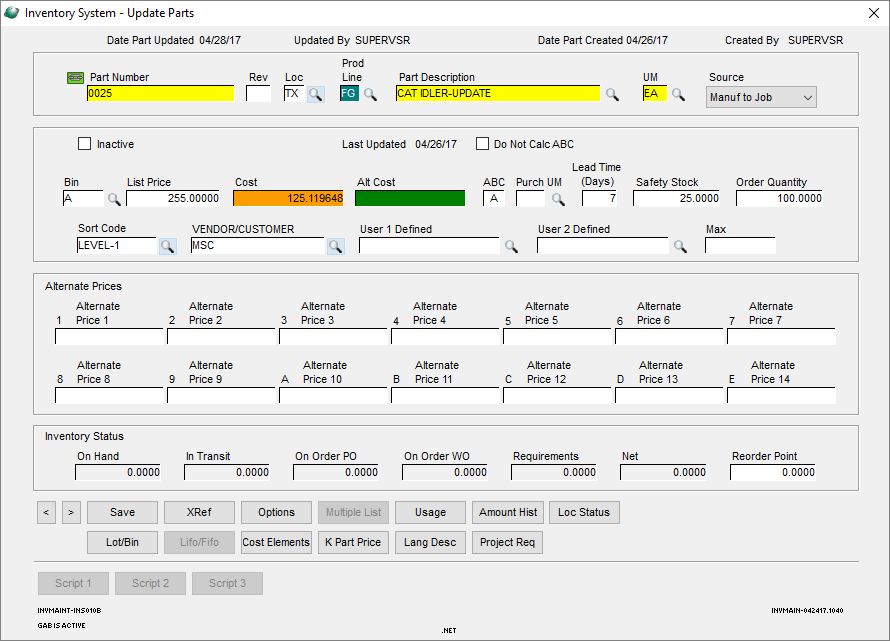 Inventory System - Update Parts
Date Part Updated 04/28/17 Updated By SUPERVSR Date Part Created 04/26/17 Created By SUPERVSR
Part Number Rev Loc Prod Line Part Description UM Source
0025 TX FG CAT IDLER-UPDATE EA Manuf to Job
Inactive Last Updated 04/26/17 Do Not Calc ABC
Bin List Price Cost Alt Cost ABC Purch UM Lead Time (Days) Safety Stock Order Quantity
A 255.00000 125.119648 A 7 25.0000 100.0000
Sort Code VENDOR/CUSTOMER User 1 Defined User 2 Defined Max
LEVEL-1 MSC
Alternate Prices
Alternate Alternate Alternate Alternate Alternate Alternate Alternate
1 Price 1 2 Price 2 3 Price 3 4 Price 4 5 Price 5 6 Price 6 7 Price 7
Alternate Alternate Alternate Alternate Alternate Alternate Alternate
8 Price 8 9 Price 9 A Price 10 B Price 11 C Price 12 D Price 13 E Price 14
Inventory Status
On Hand In Transit On Order PO On Order WO Requirements Net Reorder Point
0.0000 0.0000 0.0000 0.0000 0.0000 0.0000 0.0000
< > Save XRef Options Multiple List Usage Amount Hist Loc Status
Lot/Bin Lifo/Fifo Cost Elements K Part Price Lang Desc Project Req
Script 1 Script 2 Script 3
INVMAINT-INS010B INVMAIN-042417.1040
GAB IS ACTIVE
.NET